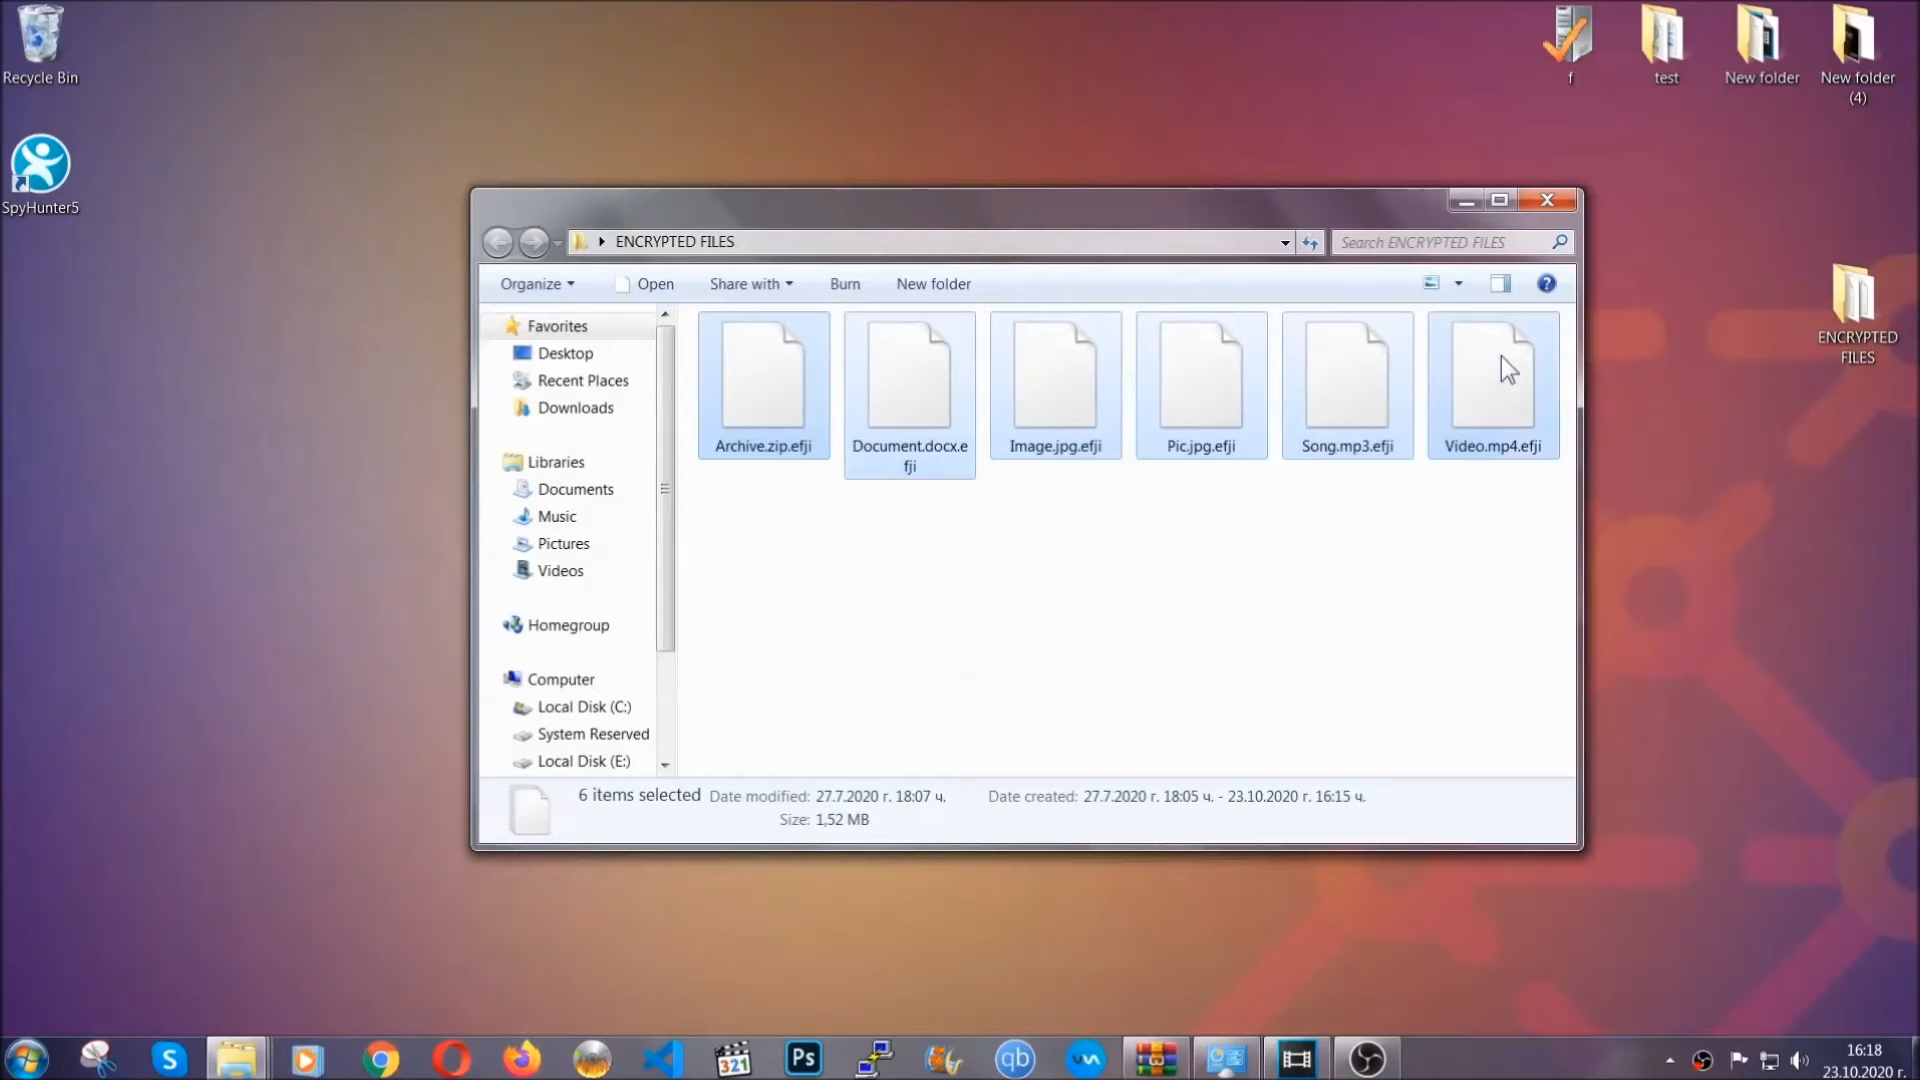 Recycle Bin
SpyHunter5
f
test
New folder
New folder
(4)
ENCRYPTED
FILES
ENCRYPTED FILES
Search ENCRYPTED FILES
Organize
Open
Share with
Burn
New folder
Favorites
Desktop
Recent Places
Downloads
Libraries
Documents
Music
Pictures
Videos
Homegroup
Computer
Local Disk (C:)
System Reserved
Local Disk (E:)
Archive.zip.efji
Document.docx.e
fji
Image.jpg.efji
Pic.jpg.efji
Song.mp3.efji
Video.mp4.efji
6 items selected Date modified: 27.7.2020 г. 18:07 ч. Date created: 27.7.2020 г. 18:05 ч. - 23.10.2020 г. 16:15 ч.
Size: 1,52 MB
S
321
Ps
qb
16:18
23.10.2020 г.